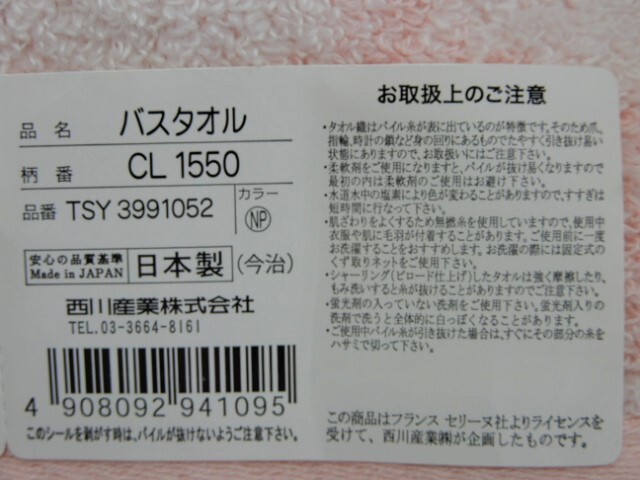 品名 バスタオル
柄番 CL 1550
品番 TSY 3991052
カラー
NP
安心の品質基準
Made in JAPAN
日本製(今治)
西川産業株式会社
TEL.03-3664-8161
4 908092 941095
このシールを剥がす時は、パイルが抜けないようご注意下さい。
お取扱上のご注意
・タオル織はパイル糸が表に出ているのが特徴です。そのため爪、
指輪、時計の鎖など身の回りにあるものでたやすく引き抜け易い
状態にありますので、お取扱いにはご注意下さい。
・柔軟剤をご使用になりますと、パイルが抜け易くなりますので
最初の内は柔軟剤のご使用はお避け下さい。
・水道水中の塩素により色が変わることがありますので、すすぎは
短時間に行なって下さい。
・肌ざわりをよくするため無撚糸を使用していますので、使用中
衣服や肌に毛羽が付着することがあります。ご使用前に一度
お洗濯することをおすすめします。お洗濯の際には固定式の
くず取りネットをご使用下さい。
・シャーリング(ビロード仕上げ)したタオルは強く摩擦したり、
もみ洗いすると糸が抜けることがありますのでご注意下さい。
・蛍光剤の入っていない洗剤をご使用下さい。蛍光剤入りの
洗剤で洗うと全体的に白っぽくなることがあります。
・ご使用中パイル糸が引き抜けた場合は、すぐにその部分の糸を
ハサミで切って下さい。
この商品はフランス セリーヌ社よりライセンスを
受けて、西川産業㈱が企画したものです。